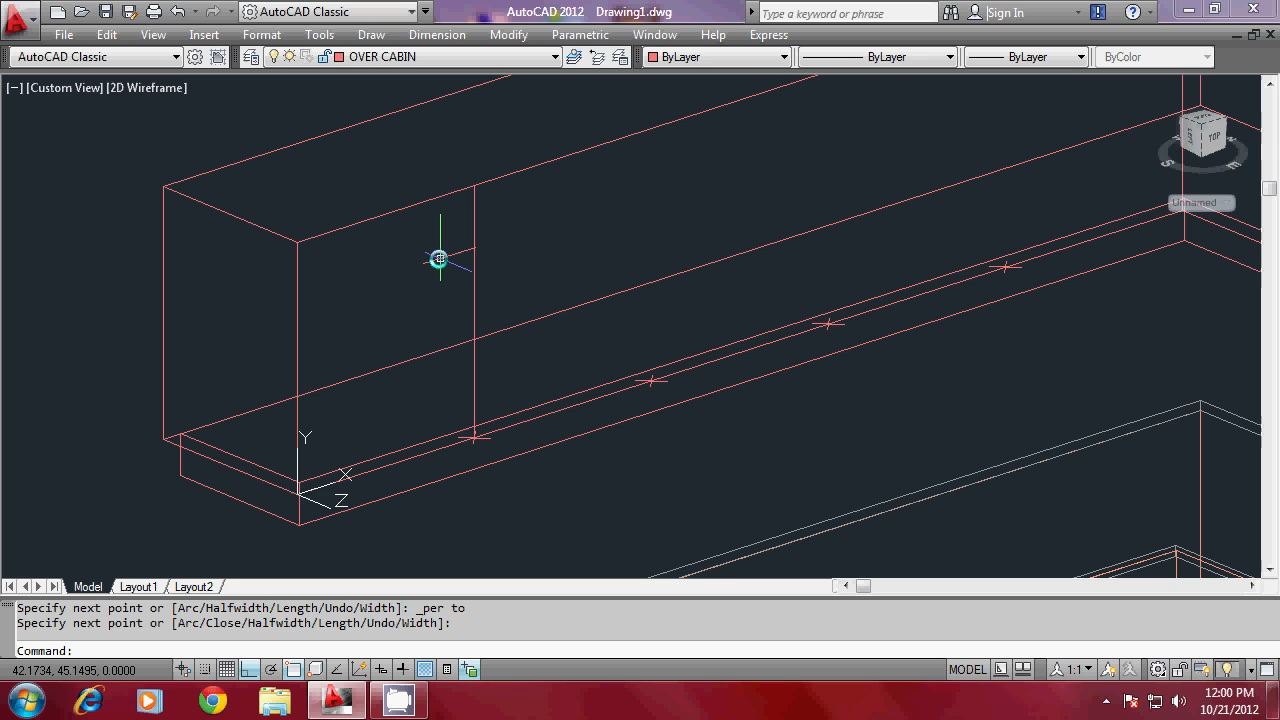 AutoCAD Classic
AutoCAD 2012 Drawing1.dwg
Type a keyword or phrase
Sign In
File Edit View Insert Format Tools Draw Dimension Modify Parametric Window Help Express
AutoCAD Classic
OVER CABIN
ByLayer
ByLayer
ByLayer
ByColor
[−] [Custom View] [2D Wireframe]
TOP
S
E
Unnamed
Y
X
Z
Model Layout1 Layout2
Specify next point or [Arc/Halfwidth/Length/Undo/Width]: _per to
Specify next point or [Arc/Close/Halfwidth/Length/Undo/Width]:
Command:
42.1734, 45.1495, 0.0000
MODEL
1:1
12:00 PM
10/21/2012